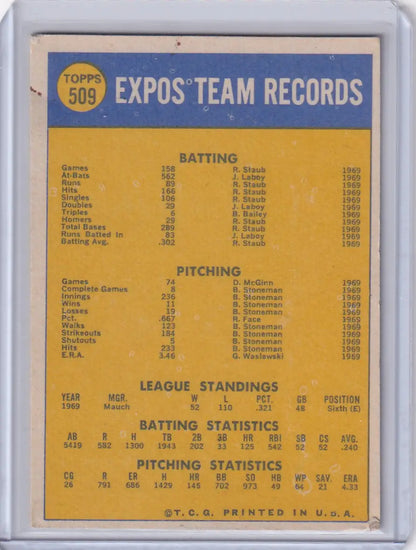 TOPPS
509
EXPOS TEAM RECORDS
BATTING
Games 158 R. Staub 1969
At-Bats 562 J. Laboy 1969
Runs 89 R. Staub 1969
Hits 166 R. Staub 1969
Singles 106 R. Staub 1969
Doubles 29 J. Laboy 1969
Triples 6 B. Bailey 1969
Homers 29 R. Staub 1969
Total Bases 289 R. Staub 1969
Runs Batted In 83 J. Laboy 1969
Batting Avg. .302 R. Staub 1969
PITCHING
Games 74 D. McGinn 1969
Complete Games 8 B. Stoneman 1969
Innings 236 B. Stoneman 1969
Wins 11 B. Stoneman 1969
Losses 19 B. Stoneman 1969
Pct. .667 R. Face 1969
Walks 123 B. Stoneman 1969
Strikeouts 184 B. Stoneman 1969
Shutouts 5 B. Stoneman 1969
Hits 233 B. Stoneman 1969
E.R.A. 3.46 G. Waslewski 1969
LEAGUE STANDINGS
YEAR MGR. W L PCT. GB POSITION
1969 Mauch 52 110 .321 48 Sixth (E)
BATTING STATISTICS
AB R H TB 2B 3B HR RBI SB CS AVG.
5419 582 1300 1943 202 33 125 542 52 52 .240
PITCHING STATISTICS
CG R ER H HR BB SO HB WP SAV. ERA
26 791 686 1429 145 702 973 49 64 21 4.33
©T.C.G. PRINTED IN U.S.A.